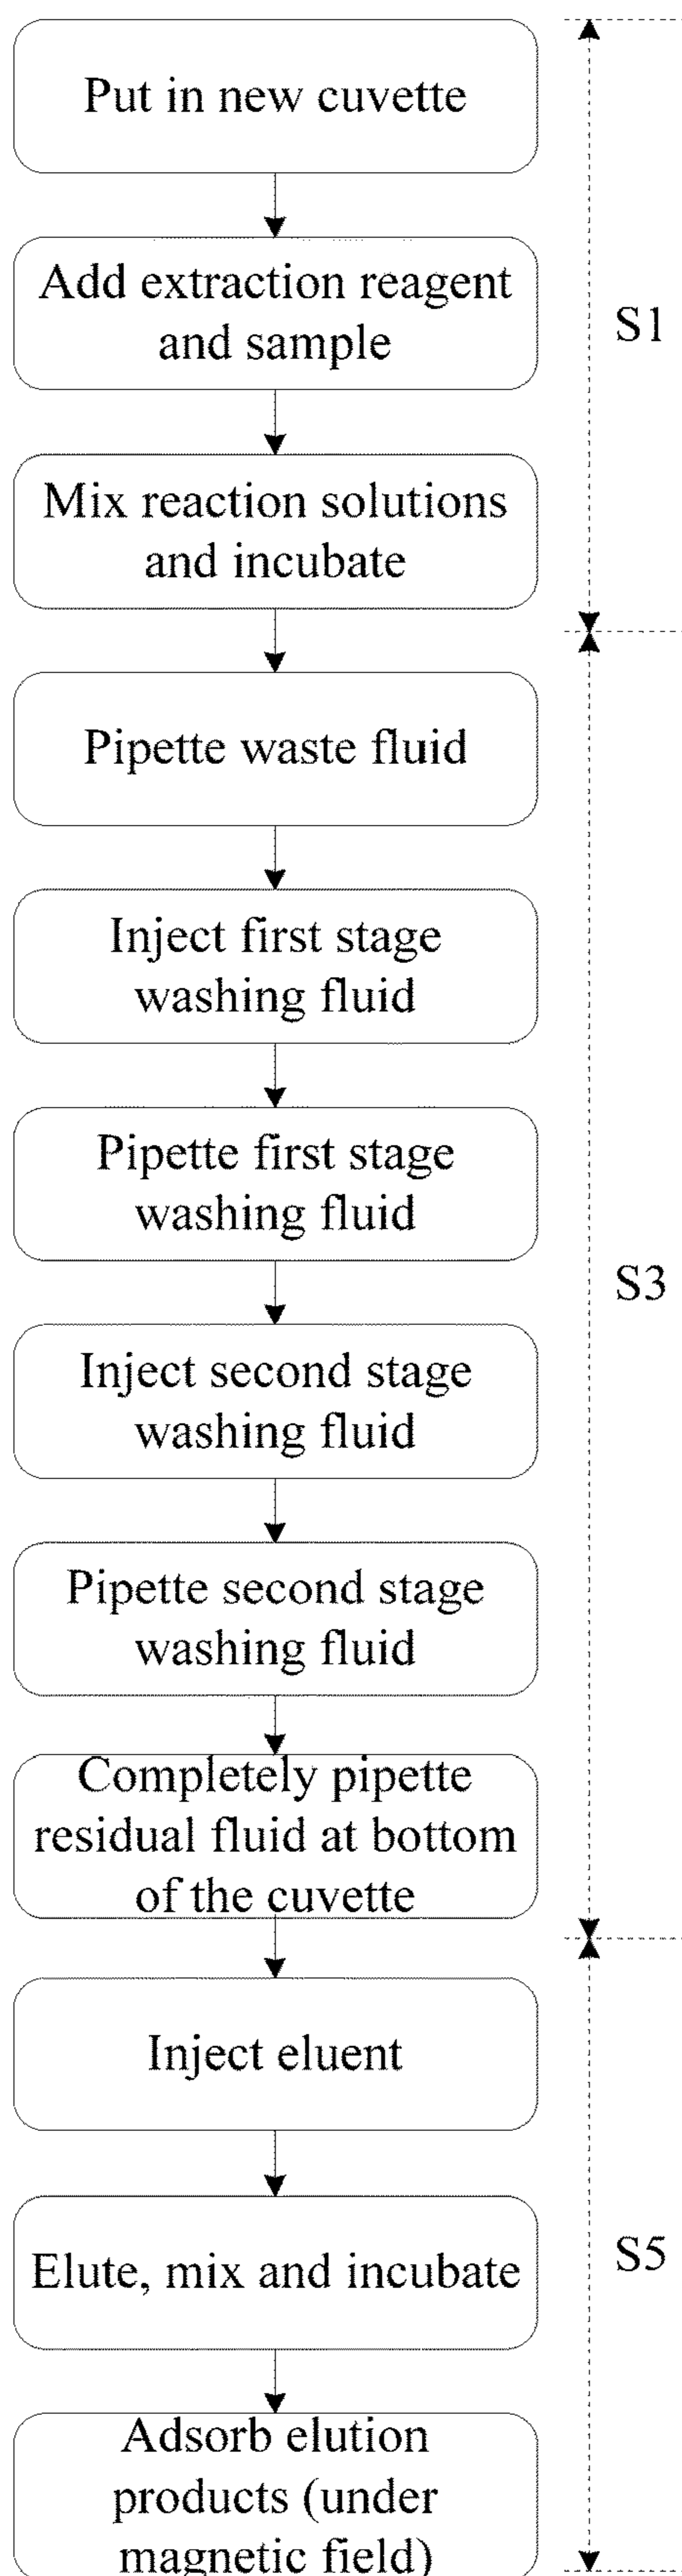 Put in new cuvette
Add extraction reagent
and sample
S1
Mix reaction solutions
and incubate
Pipette waste fluid
Inject first stage
washing fluid
Pipette first stage
washing fluid
S3
Inject second stage
washing fluid
Pipette second stage
washing fluid
Completely pipette
residual fluid at bottom
of the cuvette
Inject eluent
Elute, mix and incubate
S5
Adsorb elution
products (under
magnetic field)